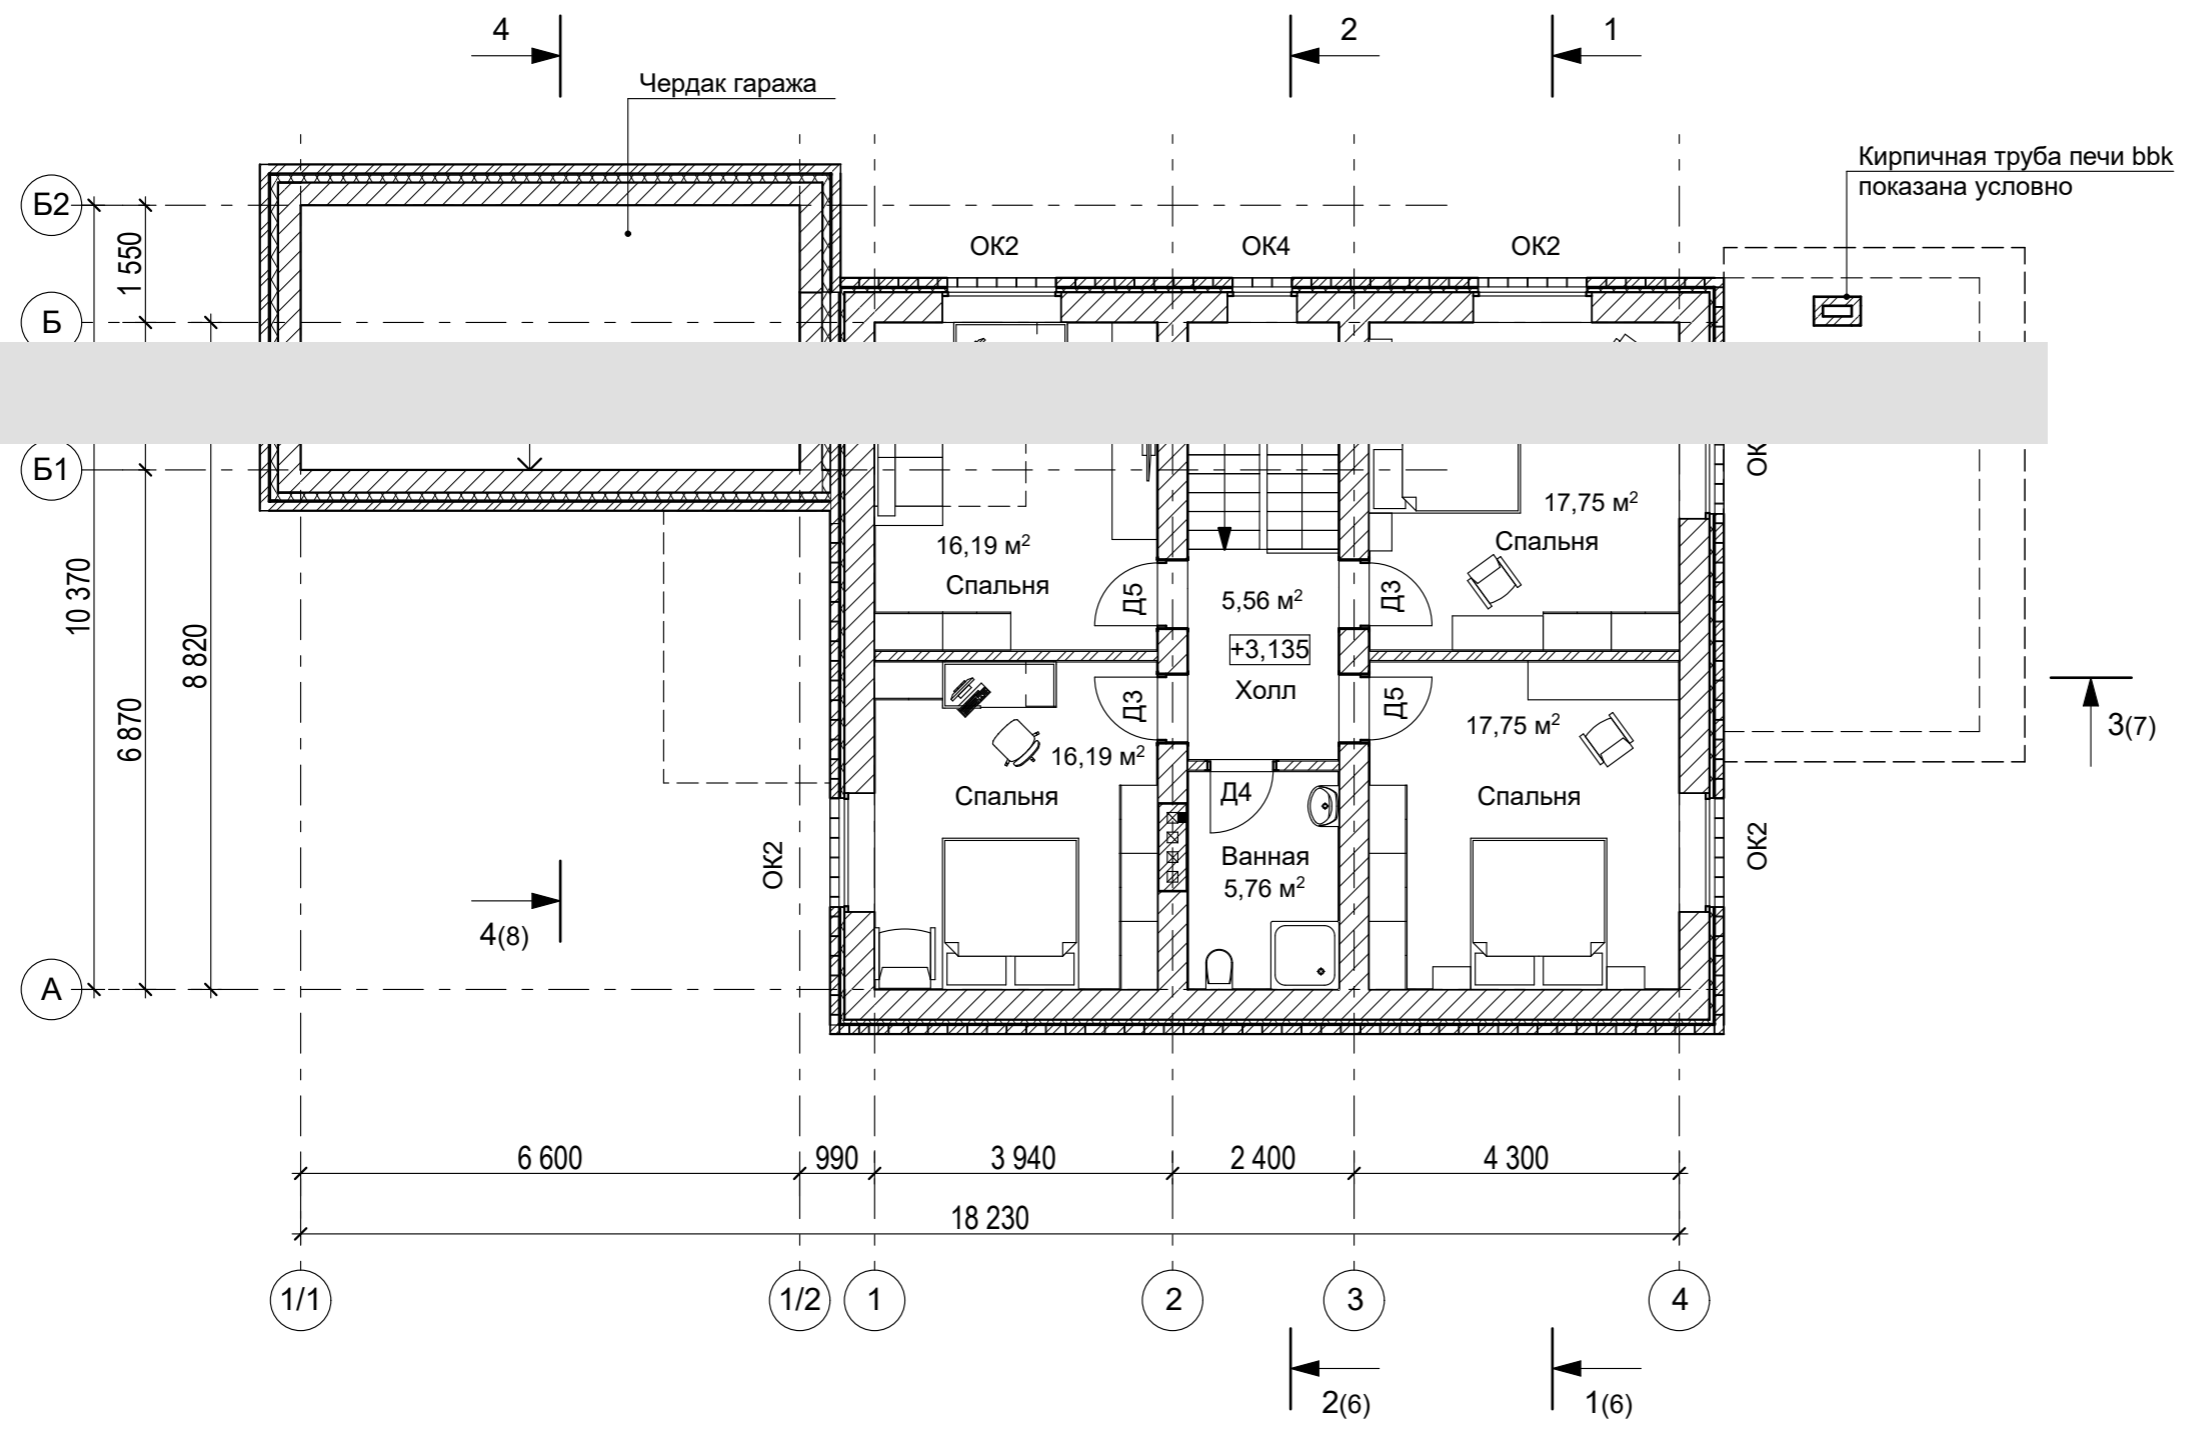 4
2
1
Чердак гаража
Кирпичная труба печи bbk
показана условно
Б2
1 550
ОК2
ОК4
ОК2
Б
Б1
17,75 м²
Спальня
16,19 м²
Спальня
Д5
5,56 м²
Д3
+3,135
Холл
10 370
8 820
6 870
Д3
Д5
16,19 м²
17,75 м²
3(7)
Спальня
Д4
Спальня
ОК2
Ванная
5,76 м²
ОК2
4(8)
А
6 600
990
3 940
2 400
4 300
18 230
1/1
1/2
1
2
3
4
2(6)
1(6)